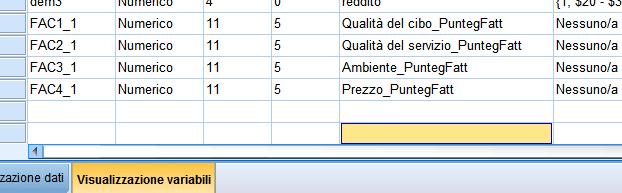 dem3 Numerico 4 0 reddito {1, $20 - $3
FAC1_1 Numerico 11 5 Qualità del cibo_PuntegFatt Nessuno/a
FAC2_1 Numerico 11 5 Qualità del servizio_PuntegFatt Nessuno/a
FAC3_1 Numerico 11 5 Ambiente_PuntegFatt Nessuno/a
FAC4_1 Numerico 11 5 Prezzo_PuntegFatt Nessuno/a
zazione dati Visualizzazione variabili